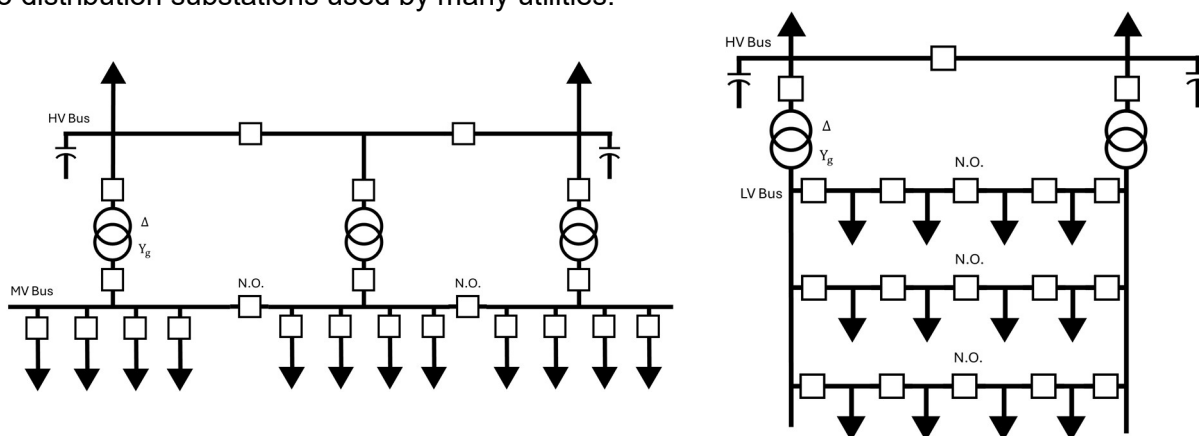 distribution substations used by many utilities.
HV Bus
Δ
Yg
MV Bus
N.O.
N.O.
HV Bus
Δ
Yg
N.O.
LV Bus
N.O.
N.O.